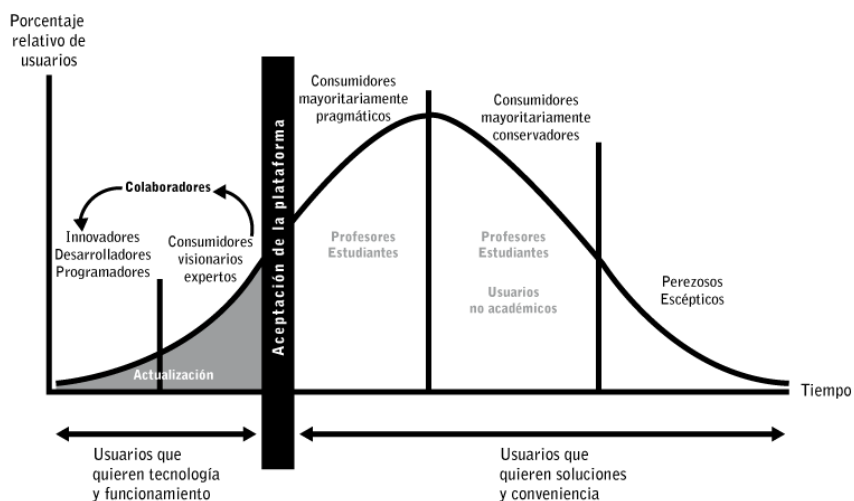 Porcentaje
relativo de
usuarios
Colaboradores
Innovadores
Desarrolladores
Programadores
Consumidores
visionarios
expertos
Actualización
Aceptación de la plataforma
Consumidores
mayoritariamente
pragmáticos
Profesores
Estudiantes
Consumidores
mayoritariamente
conservadores
Profesores
Estudiantes
Usuarios
no académicos
Perezosos
Escépticos
Tiempo
Usuarios que
quieren tecnología
y funcionamiento
Usuarios que
quieren soluciones
y conveniencia